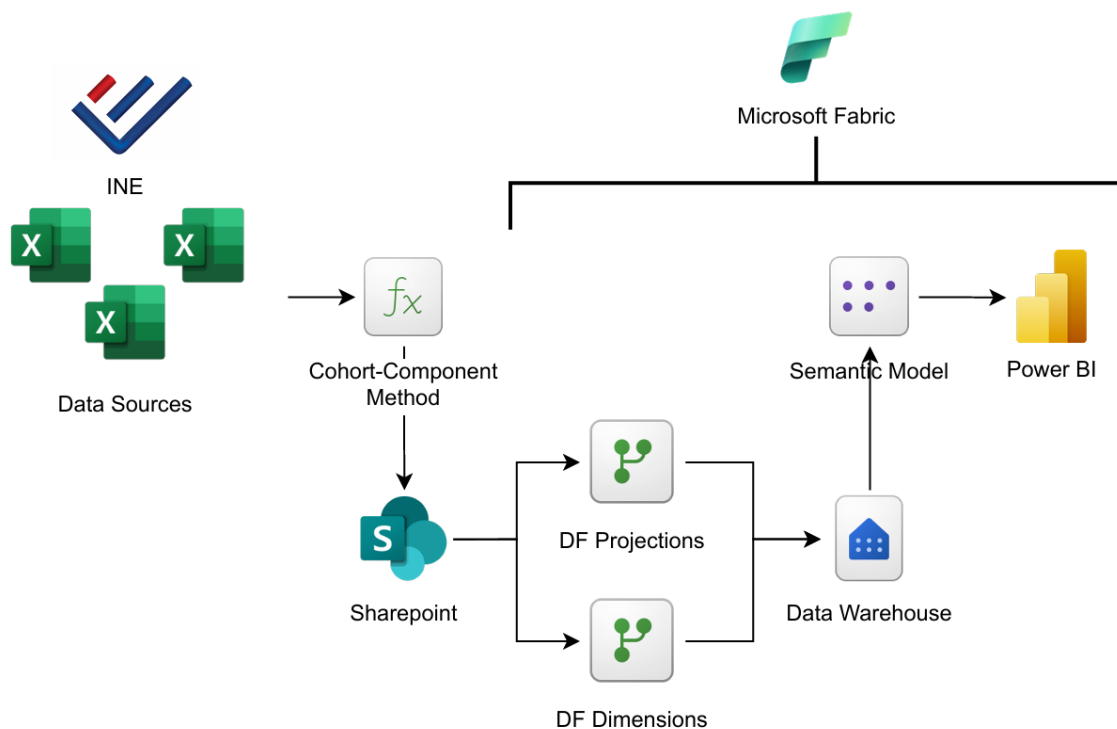 Microsoft Fabric
INE
X
X
X
Data Sources
fx
Cohort-Component
Method
Semantic Model
Power BI
S
Sharepoint
DF Projections
DF Dimensions
Data Warehouse